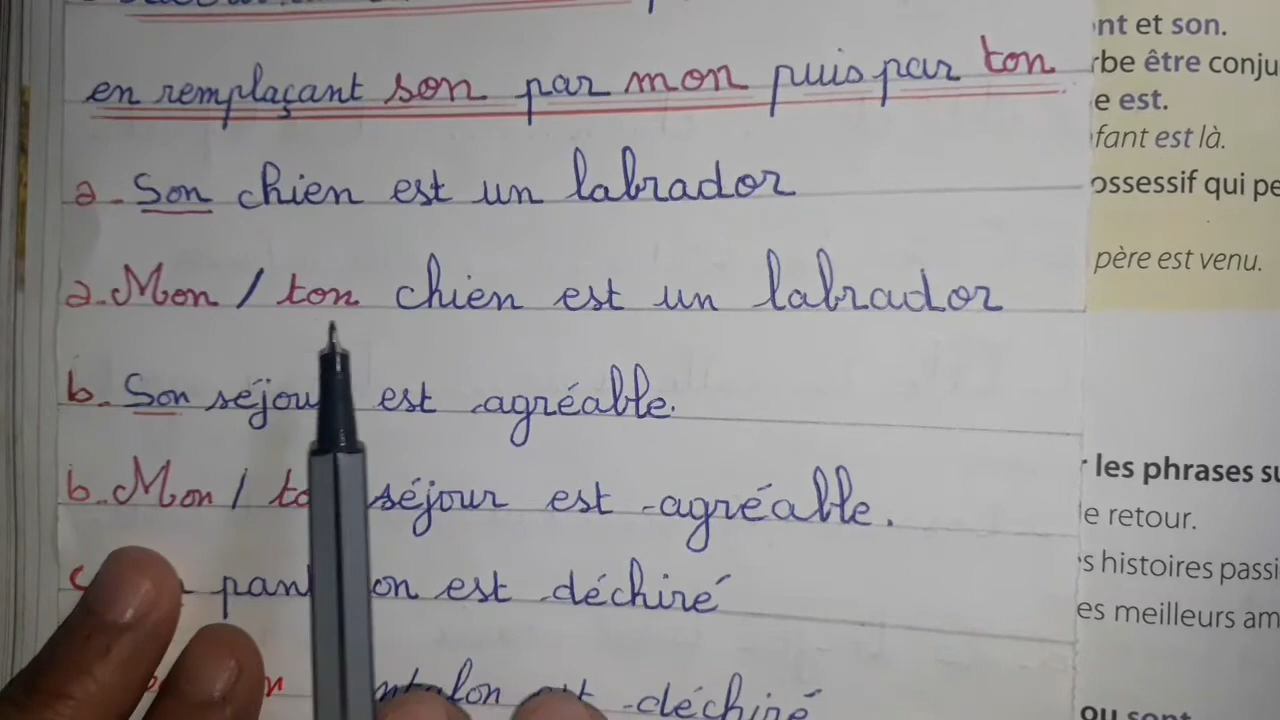 en remplaçant son par mon puis par ton
a. Son chien est un labrador
a. Mon / ton chien est un labrador
b. Son séjour est agréable.
b. Mon / séjour est agréable.
est déchiré
déchiré
nt et son.
rbe être conju
e est.
fant est là.
ossessif qui pe
père est venu.
les phrases su
e retour.
s histoires passi
es meilleurs am
ou sont